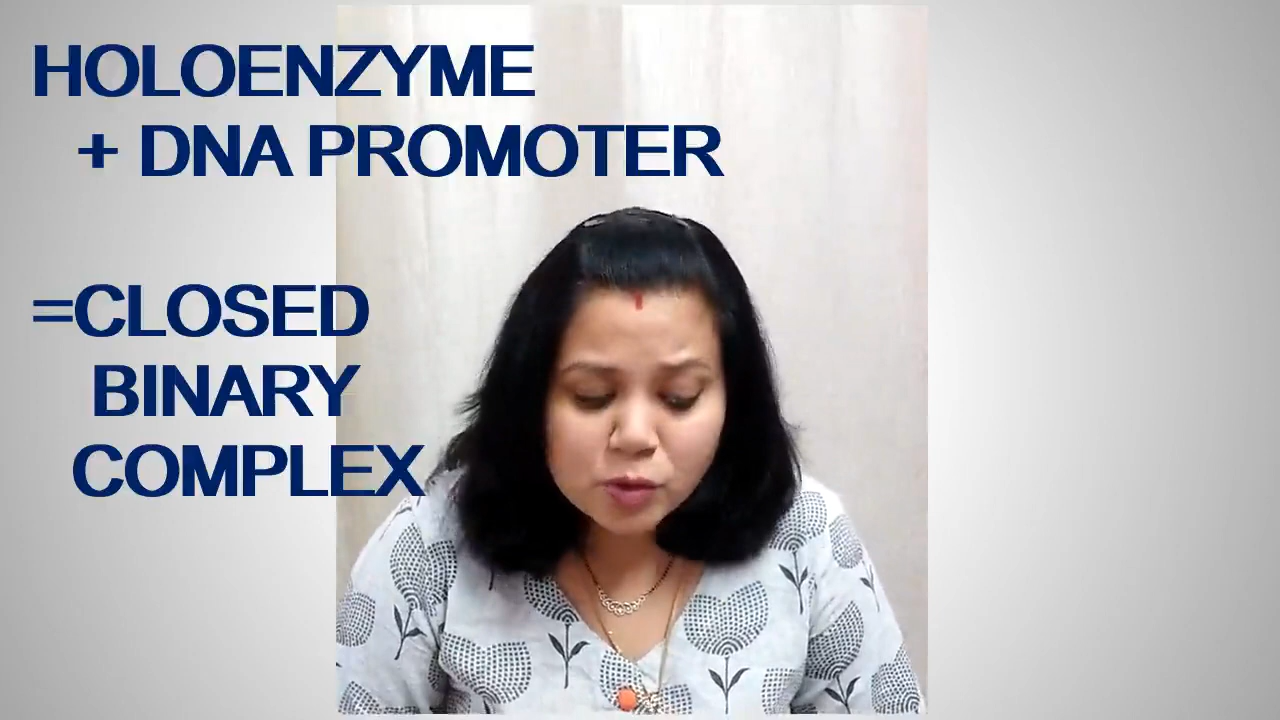 HOLOENZYME
+ DNA PROMOTER
=CLOSED
BINARY
COMPLEX